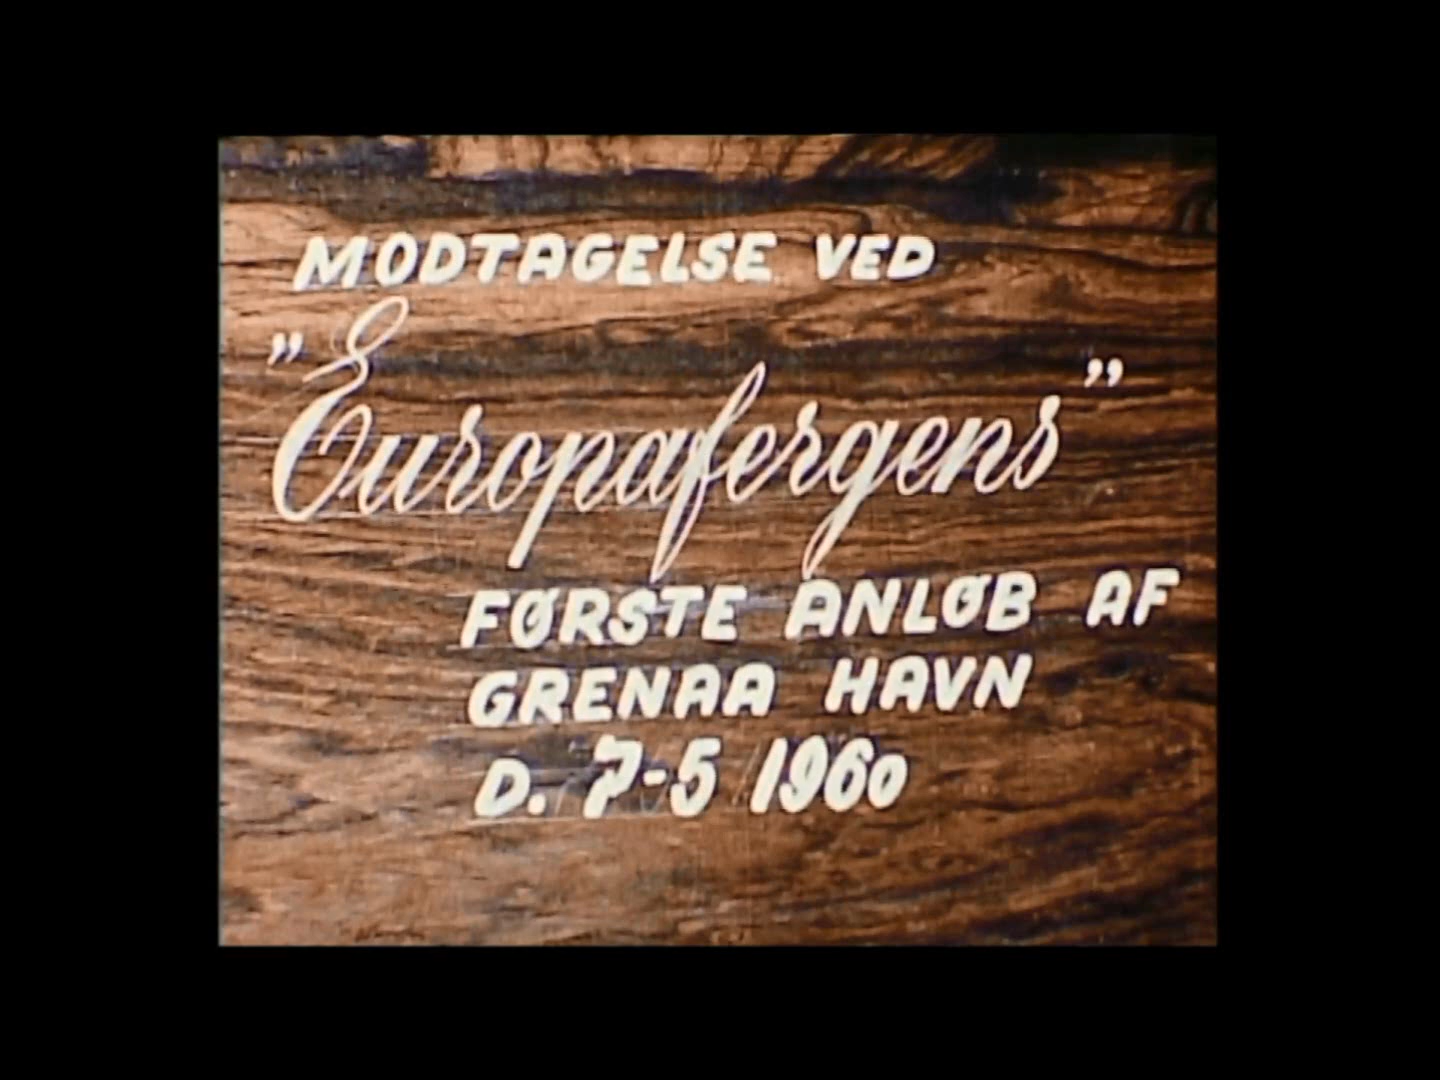 MODTAGELSE VED
”Europafergens”
FØRSTE ANLØB AF
GRENAA HAVN
D. 7-5 1960